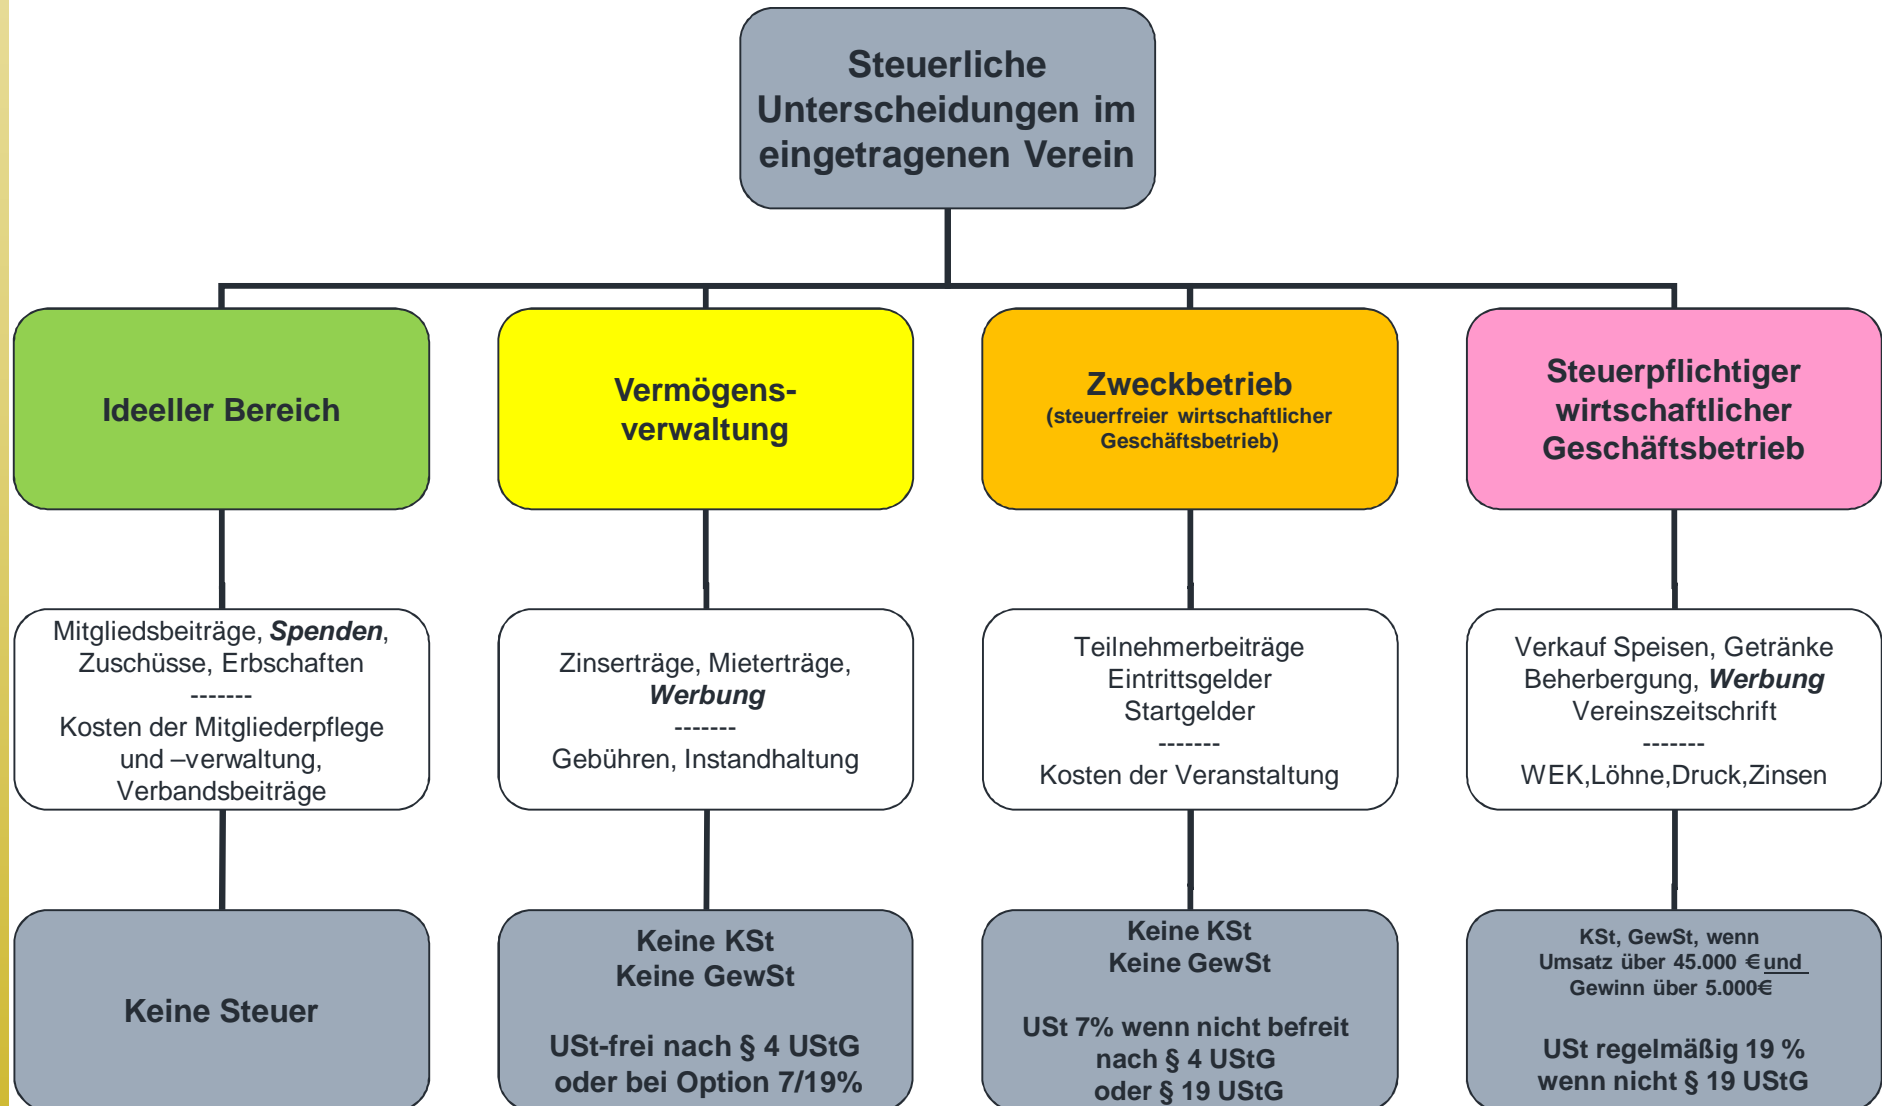 Steuerliche
Unterscheidungen im
eingetragenen Verein
Ideeller Bereich
Vermögens-
verwaltung
Zweckbetrieb
(steuerfreier wirtschaftlicher
Geschäftsbetrieb)
Steuerpflichtiger
wirtschaftlicher
Geschäftsbetrieb
Mitgliedsbeiträge, Spenden,
Zuschüsse, Erbschaften
-------
Kosten der Mitgliederpflege
und –verwaltung,
Verbandsbeiträge
Zinserträge, Mieterträge,
Werbung
-------
Gebühren, Instandhaltung
Teilnehmerbeiträge
Eintrittsgelder
Startgelder
-------
Kosten der Veranstaltung
Verkauf Speisen, Getränke
Beherbergung, Werbung
Vereinszeitschrift
-------
WEK,Löhne,Druck,Zinsen
Keine Steuer
Keine KSt
Keine GewSt
USt-frei nach § 4 UStG
oder bei Option 7/19%
Keine KSt
Keine GewSt
USt 7% wenn nicht befreit
nach § 4 UStG
oder § 19 UStG
KSt, GewSt, wenn
Umsatz über 45.000 € und
Gewinn über 5.000€
USt regelmäßig 19 %
wenn nicht § 19 UStG